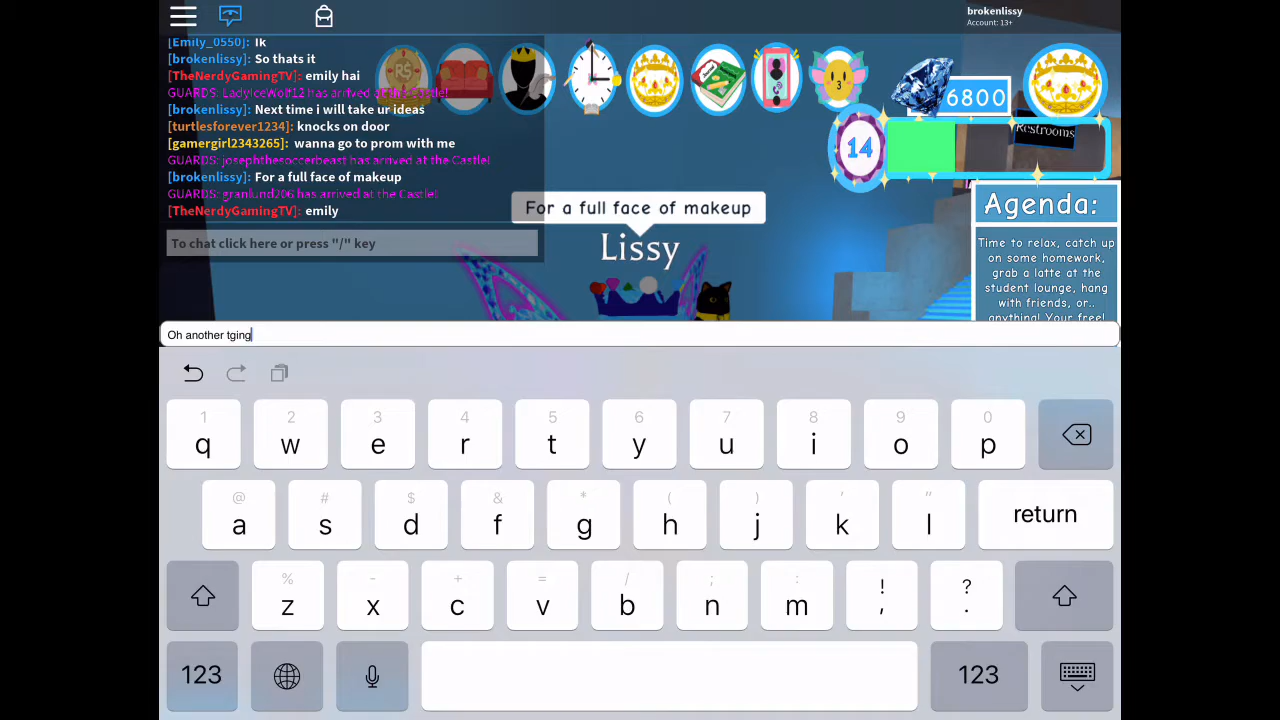 brokenlissy
Account: 13+
[Emily_0550]: Ik
[brokenlissy]: So thats it
[TheNerdyGamingTV]: emily hai
GUARDS: LadyIceWolf12 has arrived at the Castle!
[brokenlissy]: Next time i will take ur ideas
[turtlesforever1234]: knocks on door
[gamergirl2343265]: wanna go to prom with me
GUARDS: josephthesoccerbeast has arrived at the Castle!
[brokenlissy]: For a full face of makeup
GUARDS: granlund206 has arrived at the Castle!
[TheNerdyGamingTV]: emily
To chat click here or press "/" key
R$
6800
14
Restrooms
For a full face of makeup
Lissy
Agenda:
Time to relax, catch up
on some homework,
grab a latte at the
student lounge, hang
with friends, or..
anything! Your free!
Oh another tging
1 2 3 4 5 6 7 8 9 0
q w e r t y u i o p
@ # $ & * ( ) ' "
a s d f g h j k l return
% - + = / ; : ! ?
z x c v b n m , .
123 123